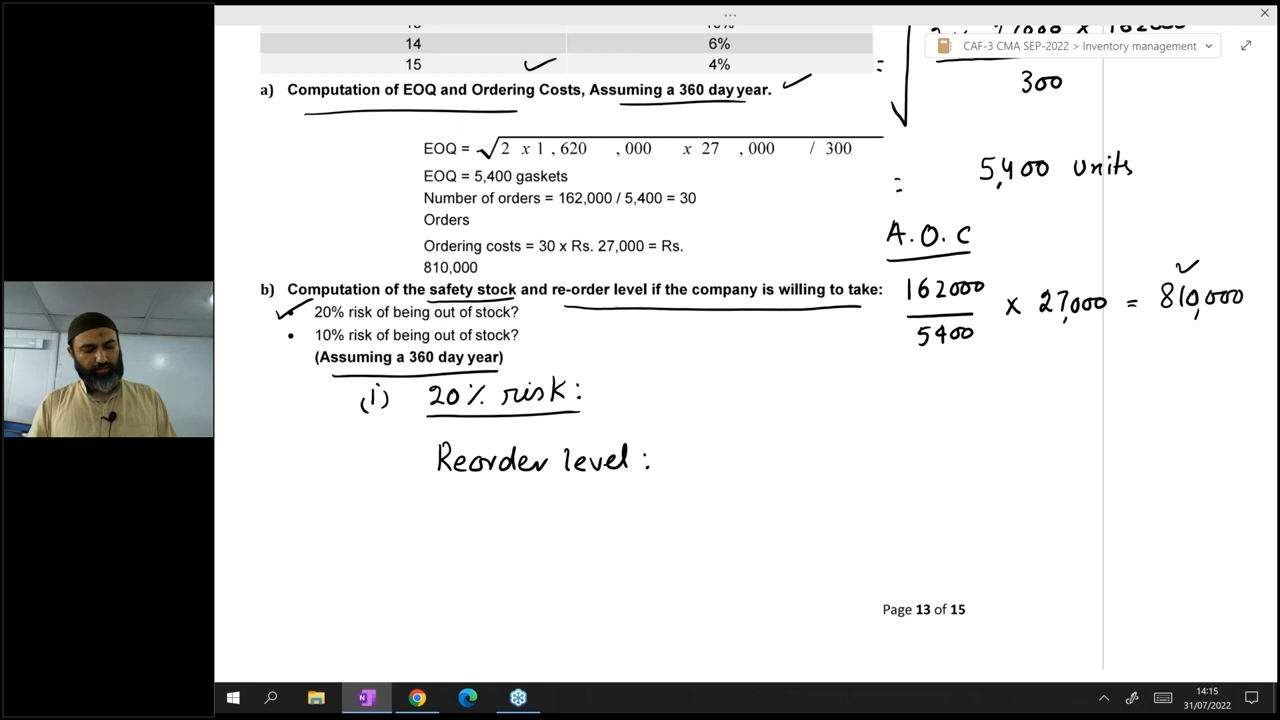 CAF-3 CMA SEP-2022 > Inventory management
14 6%
15 4%
=
300
a) Computation of EOQ and Ordering Costs, Assuming a 360 day year.
EOQ = √ 2 x 1 , 620 , 000 x 27 , 000 / 300
= 5,400 units
EOQ = 5,400 gaskets
Number of orders = 162,000 / 5,400 = 30
Orders
A.O.C
Ordering costs = 30 x Rs. 27,000 = Rs.
810,000
b) Computation of the safety stock and re-order level if the company is willing to take:
162000
5400
x 27,000 = 810,000
• 20% risk of being out of stock?
• 10% risk of being out of stock?
(Assuming a 360 day year)
(i) 20% risk:
Reorder level:
Page 13 of 15
14:15
31/07/2022